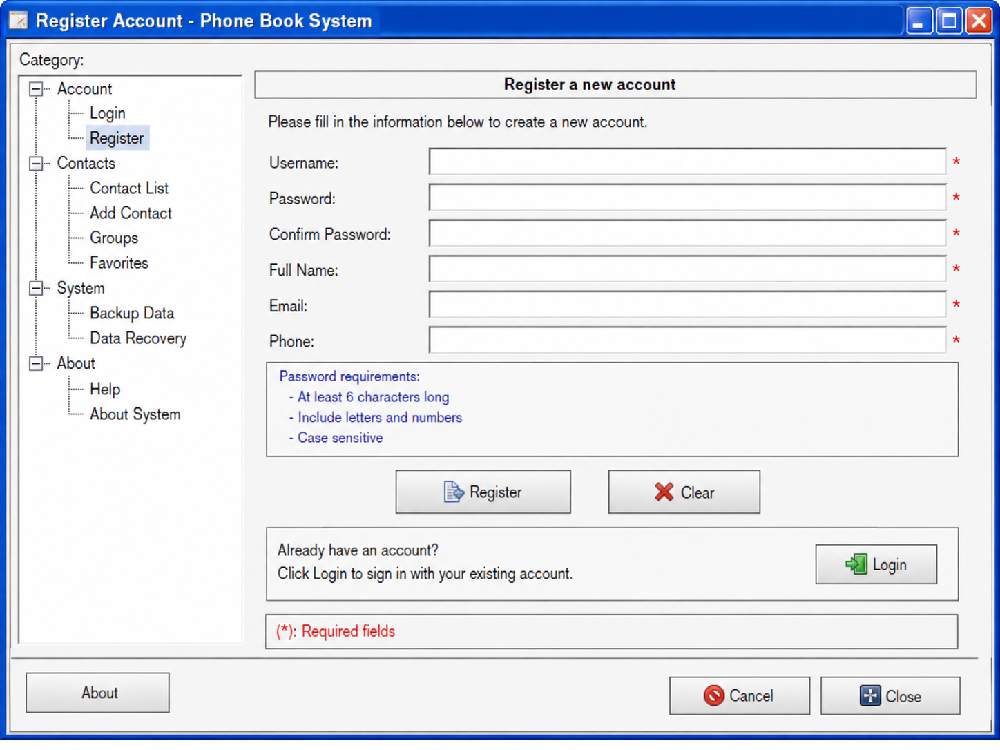 Register Account - Phone Book System
Category:
Account
Login
Register
Contacts
Contact List
Add Contact
Groups
Favorites
System
Backup Data
Data Recovery
About
Help
About System
Register a new account
Please fill in the information below to create a new account.
Username: *
Password: *
Confirm Password: *
Full Name: *
Email: *
Phone: *
Password requirements:
- At least 6 characters long
- Include letters and numbers
- Case sensitive
Register Clear
Already have an account?
Click Login to sign in with your existing account.
Login
(*): Required fields
About Cancel Close